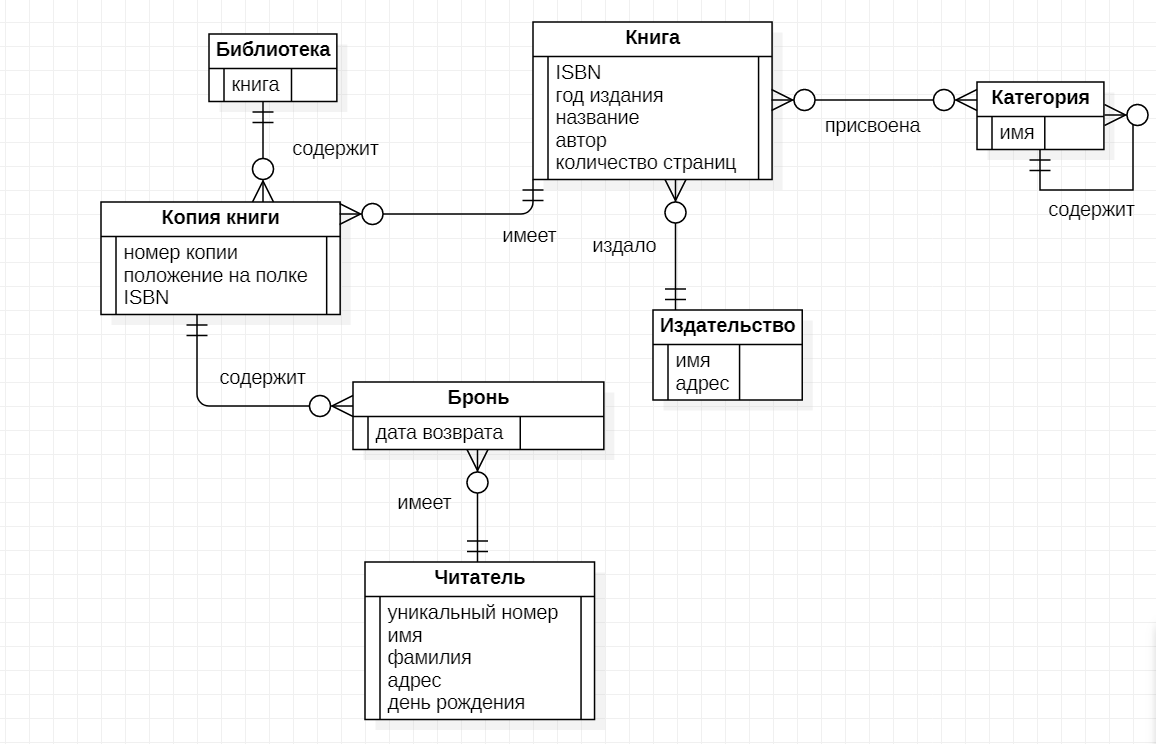 Библиотека
книга
содержит
Книга
ISBN
год издания
название
автор
количество страниц
присвоена
Категория
имя
содержит
Копия книги
номер копии
положение на полке
ISBN
имеет
издало
Издательство
имя
адрес
содержит
Бронь
дата возврата
имеет
Читатель
уникальный номер
имя
фамилия
адрес
день рождения